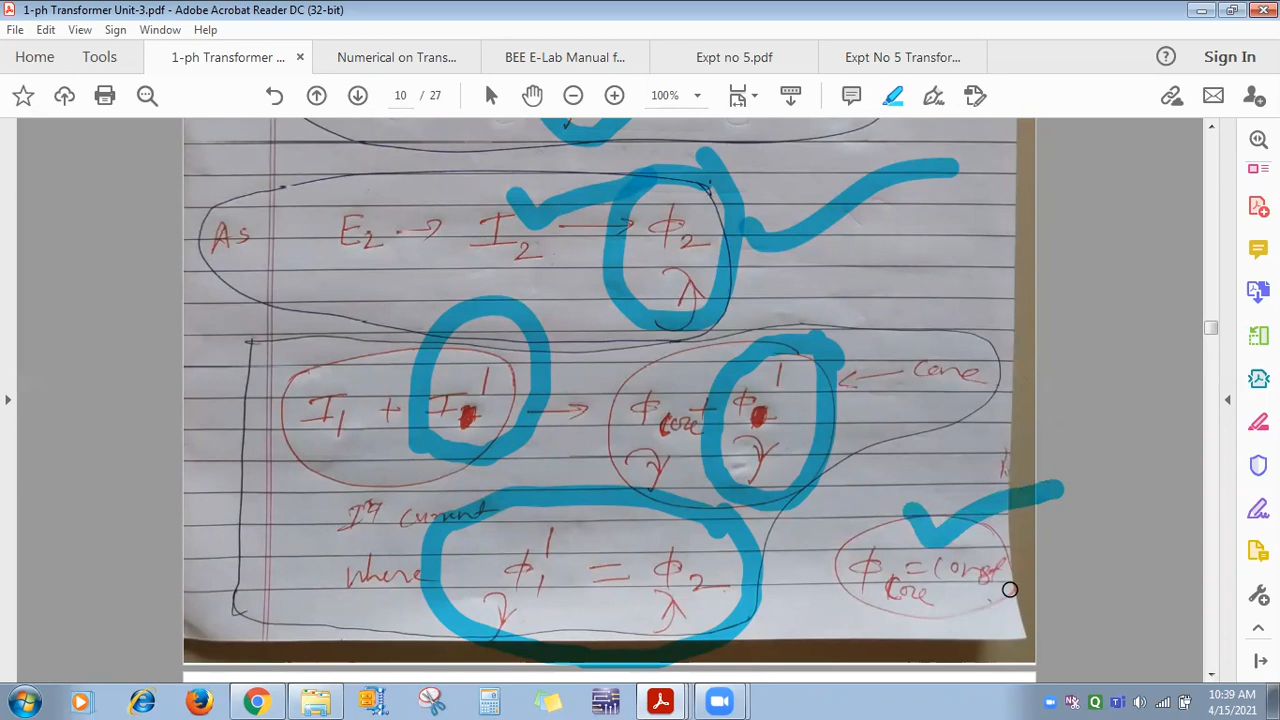 1-ph Transformer Unit-3.pdf - Adobe Acrobat Reader DC (32-bit)
File Edit View Sign Window Help
Home Tools 1-ph Transformer ... × Numerical on Trans... BEE E-Lab Manual f... Expt no 5.pdf Expt No 5 Transfor... Sign In
10 / 27 100%
As E₂ → I₂ → ϕ₂
I₁ + I' → ϕcore + ϕ' ← core
Iry current
where ϕ₁' = ϕ₂
ϕcore = const
10:39 AM
4/15/2021